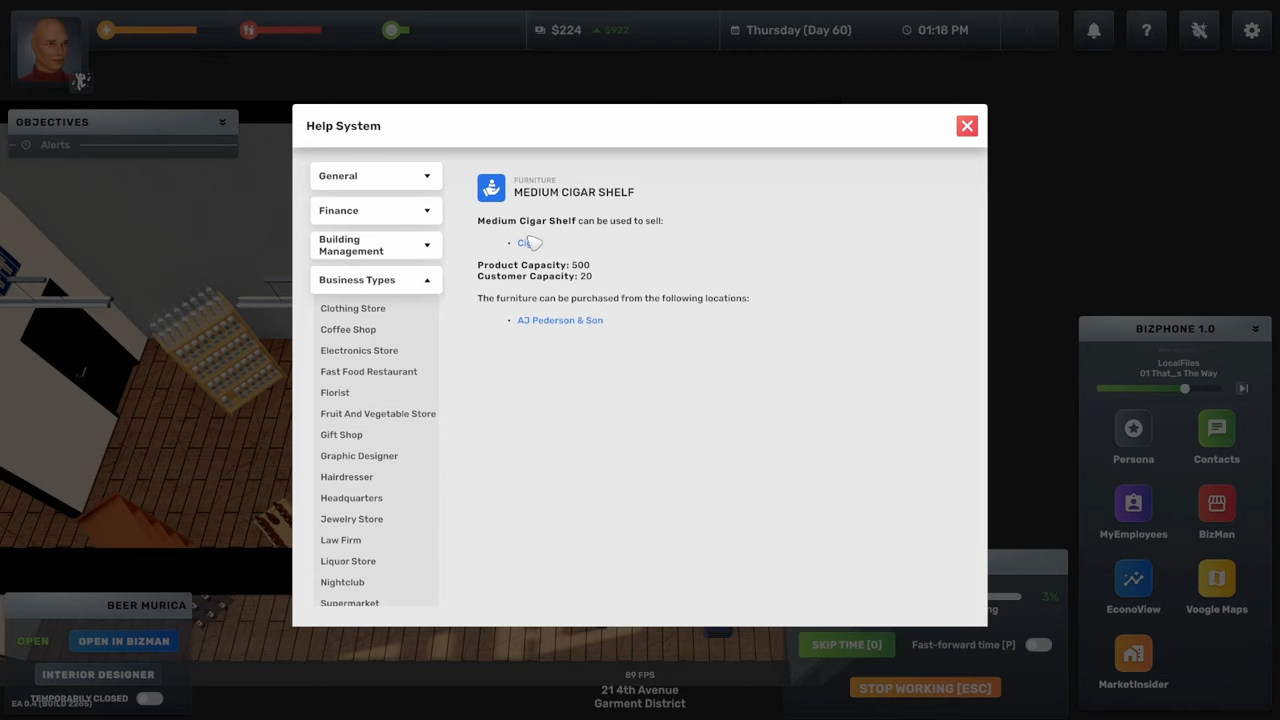 $224 ▲ $922
Thursday (Day 60)
01:18 PM
?
OBJECTIVES
Alerts
Help System
General
Finance
Building
Management
Business Types
Clothing Store
Coffee Shop
Electronics Store
Fast Food Restaurant
Florist
Fruit And Vegetable Store
Gift Shop
Graphic Designer
Hairdresser
Headquarters
Jewelry Store
Law Firm
Liquor Store
Nightclub
Supermarket
FURNITURE
MEDIUM CIGAR SHELF
Medium Cigar Shelf can be used to sell:
Product Capacity: 500
Customer Capacity: 20
The furniture can be purchased from the following locations:
• AJ Pederson & Son
BIZPHONE 1.0
LocalFiles
01 That_s The Way
Persona
Contacts
MyEmployees
BizMan
EconoView
Voogle Maps
MarketInsider
BEER MURICA
OPEN
OPEN IN BIZMAN
INTERIOR DESIGNER
TEMPORARILY CLOSED
EA 0.4 (BUILD 2265)
89 FPS
21 4th Avenue
Garment District
3%
SKIP TIME [O]
Fast-forward time [P]
STOP WORKING [ESC]